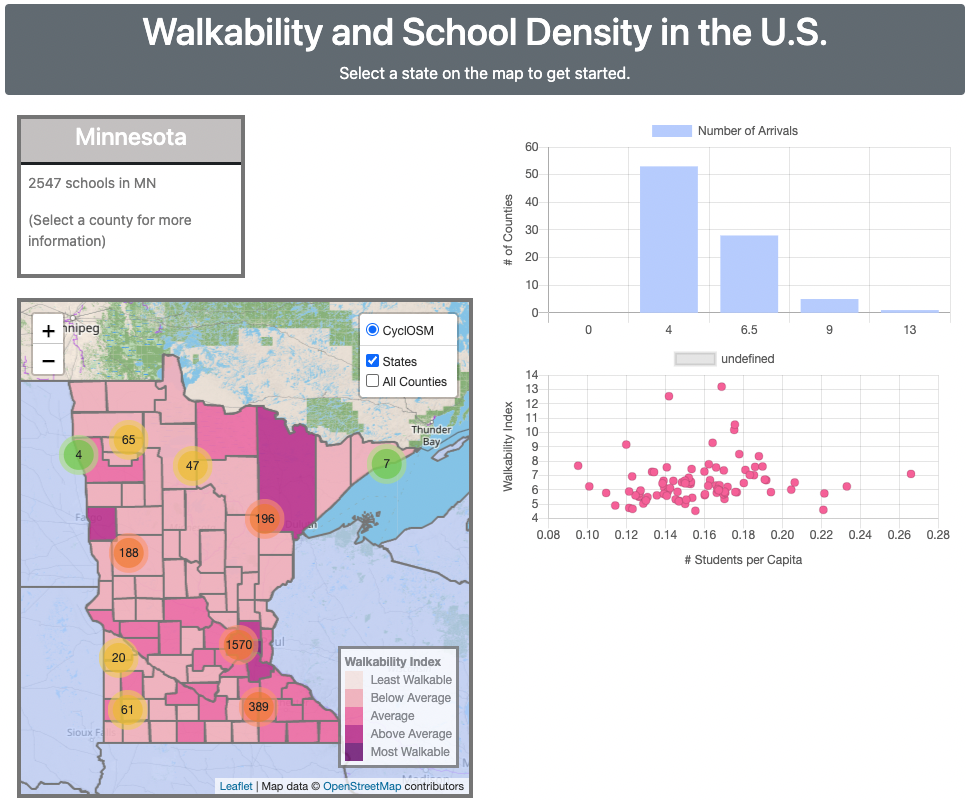 Walkability and School Density in the U.S.
Select a state on the map to get started.
Minnesota
2547 schools in MN
(Select a county for more
information)
+
−
nnipeg
CyclOSM
States
All Counties
Thunder
Bay
65
4
47
7
196
188
1570
20
61
389
Walkability Index
Least Walkable
Below Average
Average
Above Average
Most Walkable
Leaflet | Map data © OpenStreetMap contributors
Number of Arrivals
# of Counties
60
50
40
30
20
10
0
0 4 6.5 9 13
undefined
Walkability Index
14
13
12
11
10
9
8
7
6
5
4
0.08 0.10 0.12 0.14 0.16 0.18 0.20 0.22 0.24 0.26 0.28
# Students per Capita